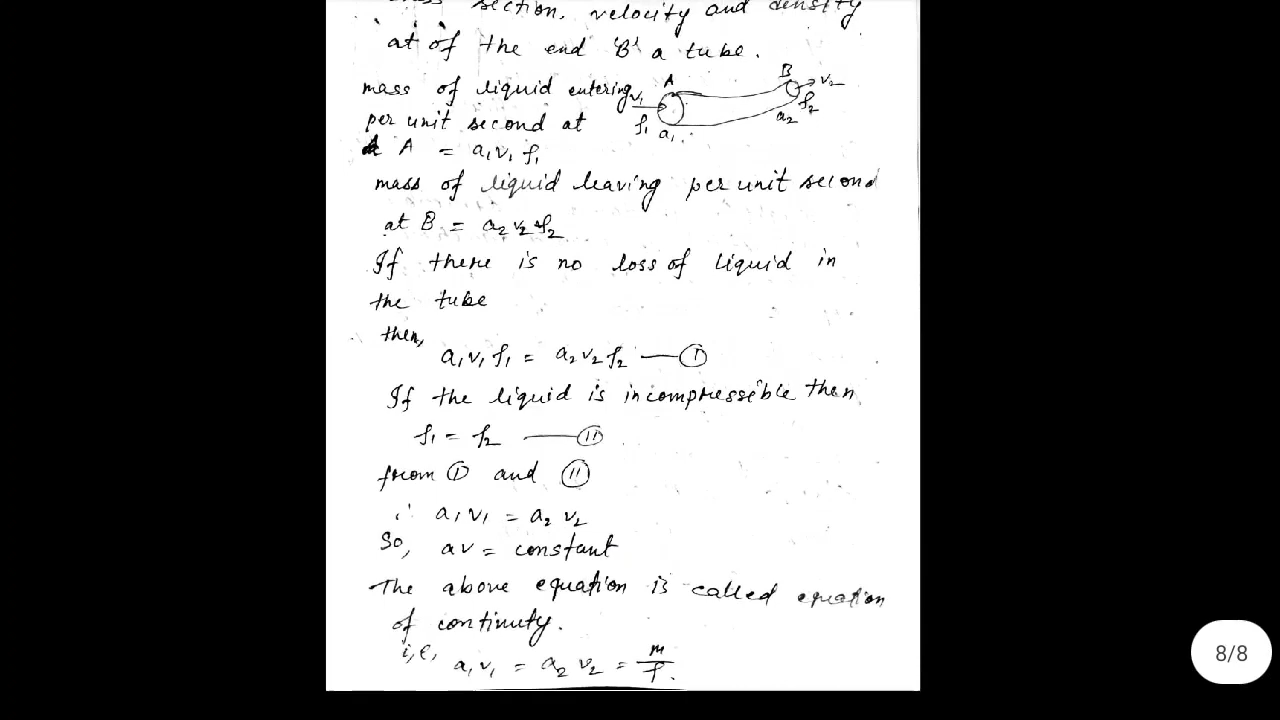 section, velocity and density
at of the end 'B' a tube.
mass of liquid entering
per unit second at
A = a₁v₁ρ₁
A
B
v₁
ρ₁
a₁
v₂
ρ₂
a₂
mass of liquid leaving per unit second
at B = a₂v₂ρ₂
If there is no loss of liquid in
the tube
then,
a₁v₁ρ₁ = a₂v₂ρ₂ — Ⓘ
If the liquid is incompressible then
ρ₁ = ρ₂ — (II)
from Ⓘ and (II)
∴ a₁v₁ = a₂v₂
So, av = constant
The above equation is called equation
of continuty.
i,e, a₁v₁ = a₂v₂ = m/ρ.
8/8